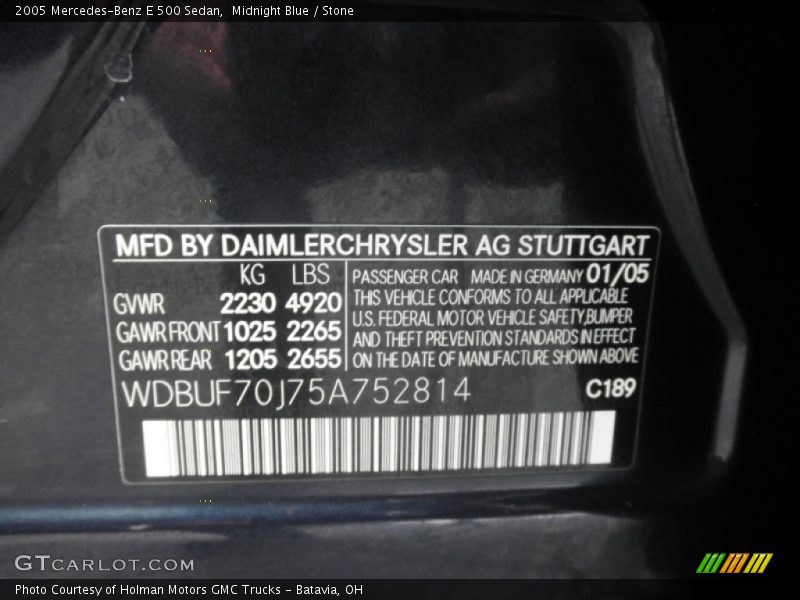 2005 Mercedes-Benz E 500 Sedan,  Midnight Blue / Stone
MFD BY DAIMLERCHRYSLER AG STUTTGART
KG LBS
GVWR 2230 4920
GAWR FRONT 1025 2265
GAWR REAR 1205 2655
PASSENGER CAR MADE IN GERMANY 01/05
THIS VEHICLE CONFORMS TO ALL APPLICABLE
U.S. FEDERAL MOTOR VEHICLE SAFETY,BUMPER
AND THEFT PREVENTION STANDARDS IN EFFECT
ON THE DATE OF MANUFACTURE SHOWN ABOVE
WDBUF70J75A752814 C189
GTCARLOT.COM
Photo Courtesy of Holman Motors GMC Trucks - Batavia, OH